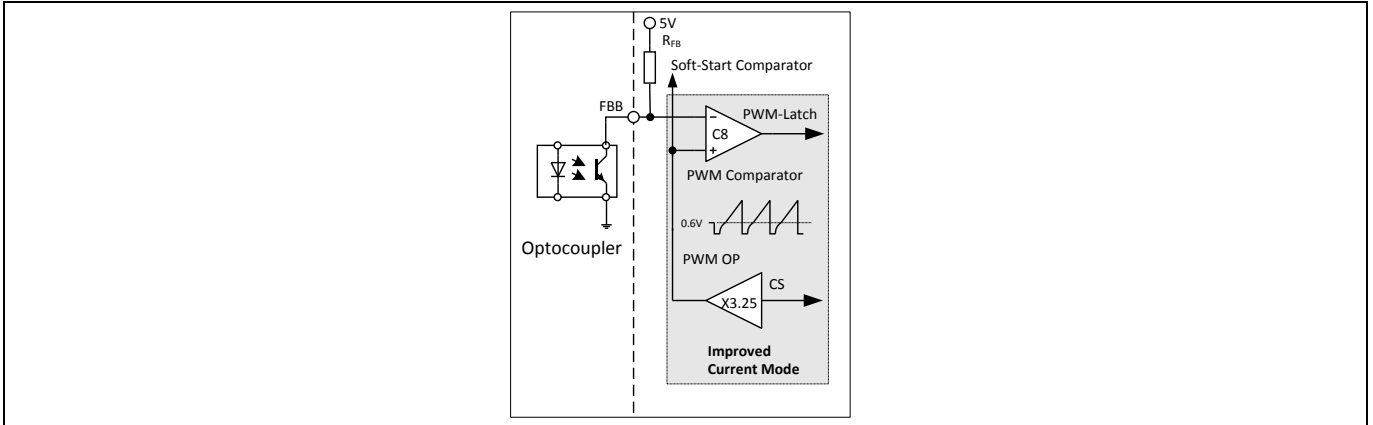 5V
RFB
Soft-Start Comparator
FBB
PWM-Latch
−
C8
+
PWM Comparator
0.6V
Optocoupler
PWM OP
CS
X3.25
Improved
Current Mode